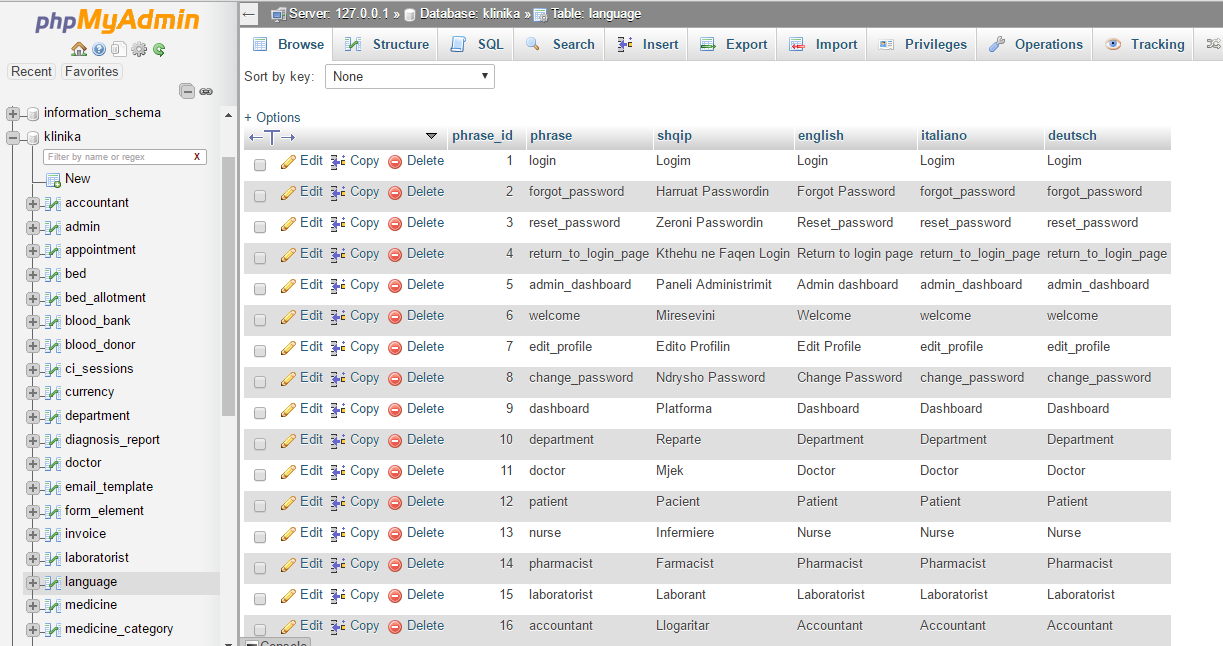 phpMyAdmin
Recent Favorites
information_schema
klinika
Filter by name or regex X
New
accountant
admin
appointment
bed
bed_allotment
blood_bank
blood_donor
ci_sessions
currency
department
diagnosis_report
doctor
email_template
form_element
invoice
laboratorist
language
medicine
medicine_category
Server: 127.0.0.1 » Database: klinika » Table: language
Browse Structure SQL Search Insert Export Import Privileges Operations Tracking
Sort by key: None
+ Options
phrase_id phrase shqip english italiano deutsch
Edit Copy Delete 1 login Logim Login Logim Logim
Edit Copy Delete 2 forgot_password Harruat Passwordin Forgot Password forgot_password forgot_password
Edit Copy Delete 3 reset_password Zeroni Passwordin Reset_password reset_password reset_password
Edit Copy Delete 4 return_to_login_page Kthehu ne Faqen Login Return to login page return_to_login_page return_to_login_page
Edit Copy Delete 5 admin_dashboard Paneli Administrimit Admin dashboard admin_dashboard admin_dashboard
Edit Copy Delete 6 welcome Miresevini Welcome welcome welcome
Edit Copy Delete 7 edit_profile Edito Profilin Edit Profile edit_profile edit_profile
Edit Copy Delete 8 change_password Ndrysho Password Change Password change_password change_password
Edit Copy Delete 9 dashboard Platforma Dashboard Dashboard Dashboard
Edit Copy Delete 10 department Reparte Department Department Department
Edit Copy Delete 11 doctor Mjek Doctor Doctor Doctor
Edit Copy Delete 12 patient Pacient Patient Patient Patient
Edit Copy Delete 13 nurse Infermiere Nurse Nurse Nurse
Edit Copy Delete 14 pharmacist Farmacist Pharmacist Pharmacist Pharmacist
Edit Copy Delete 15 laboratorist Laborant Laboratorist Laboratorist Laboratorist
Edit Copy Delete 16 accountant Llogaritar Accountant Accountant Accountant
Console